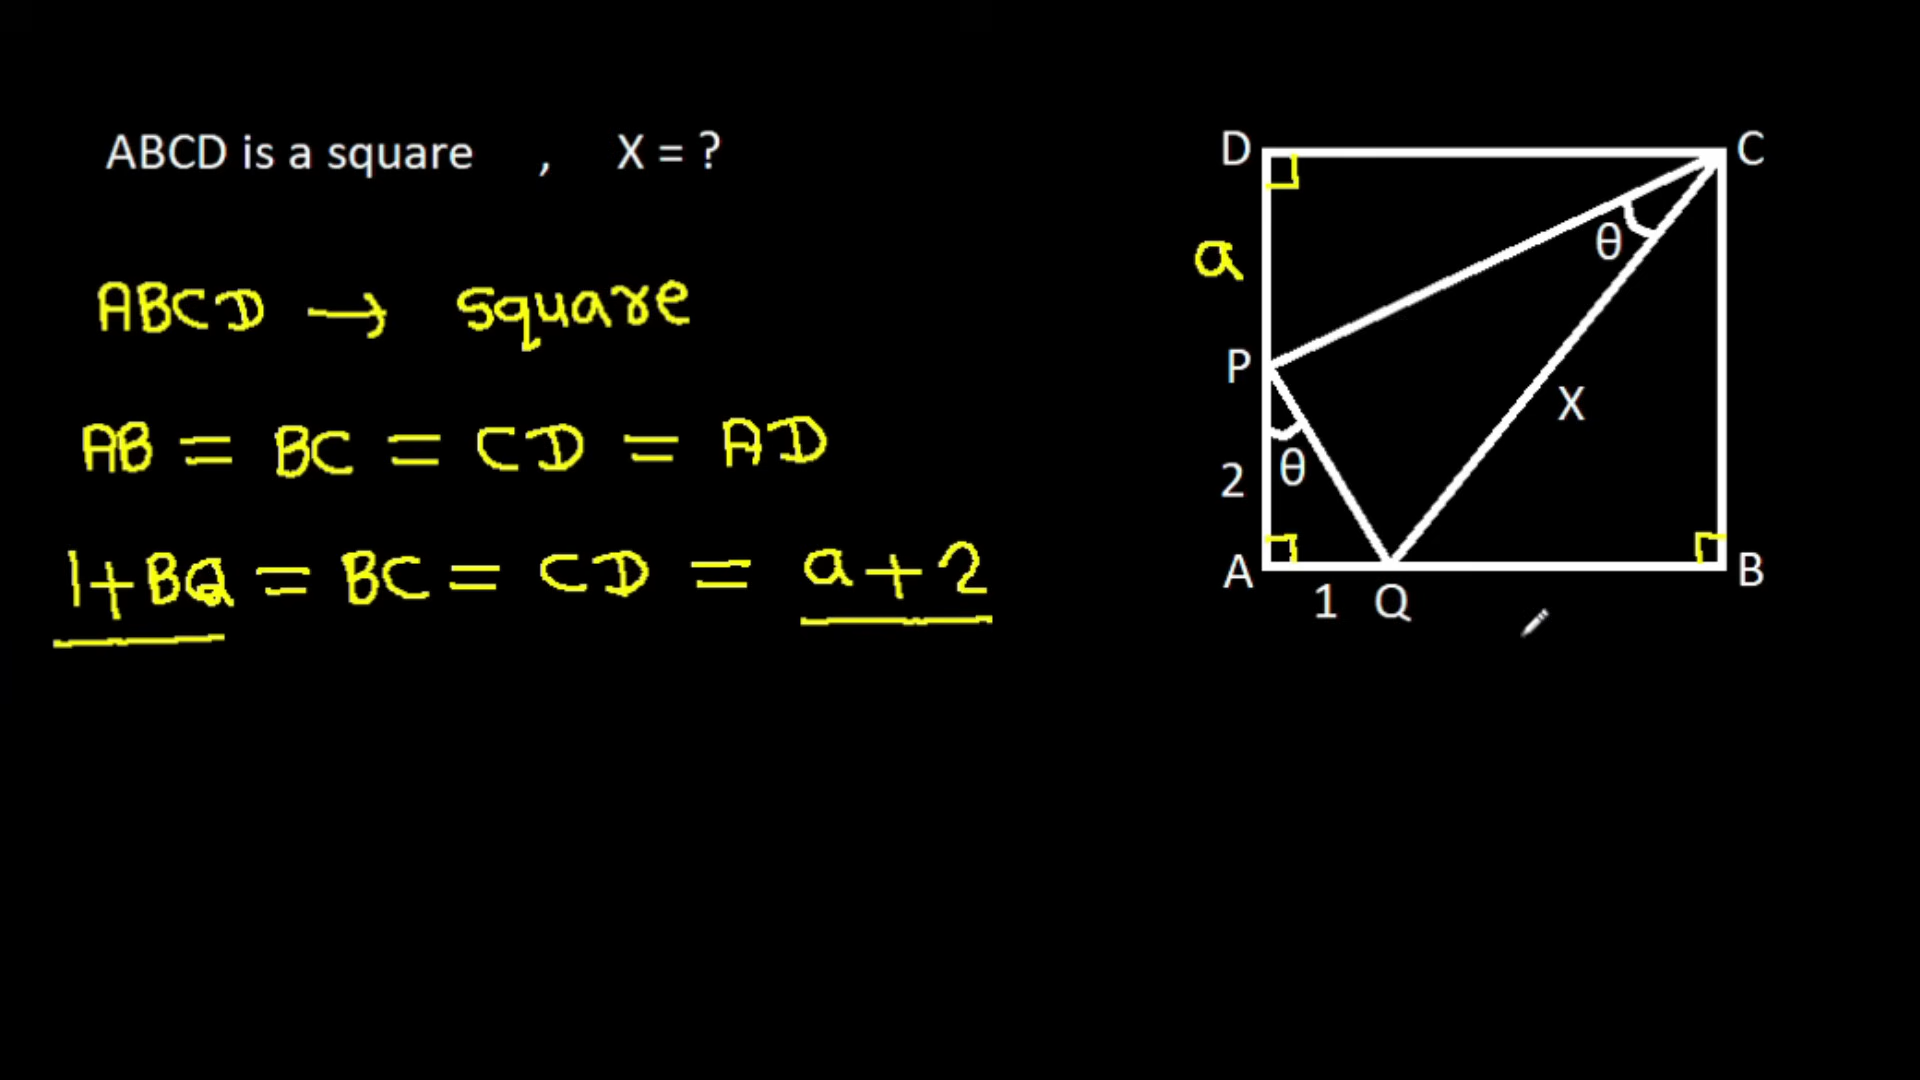 ABCD is a square , X = ?
ABCD → square
AB = BC = CD = AD
1+BQ = BC = CD = a+2
D
C
θ
a
P
X
2
θ
A
B
1
Q